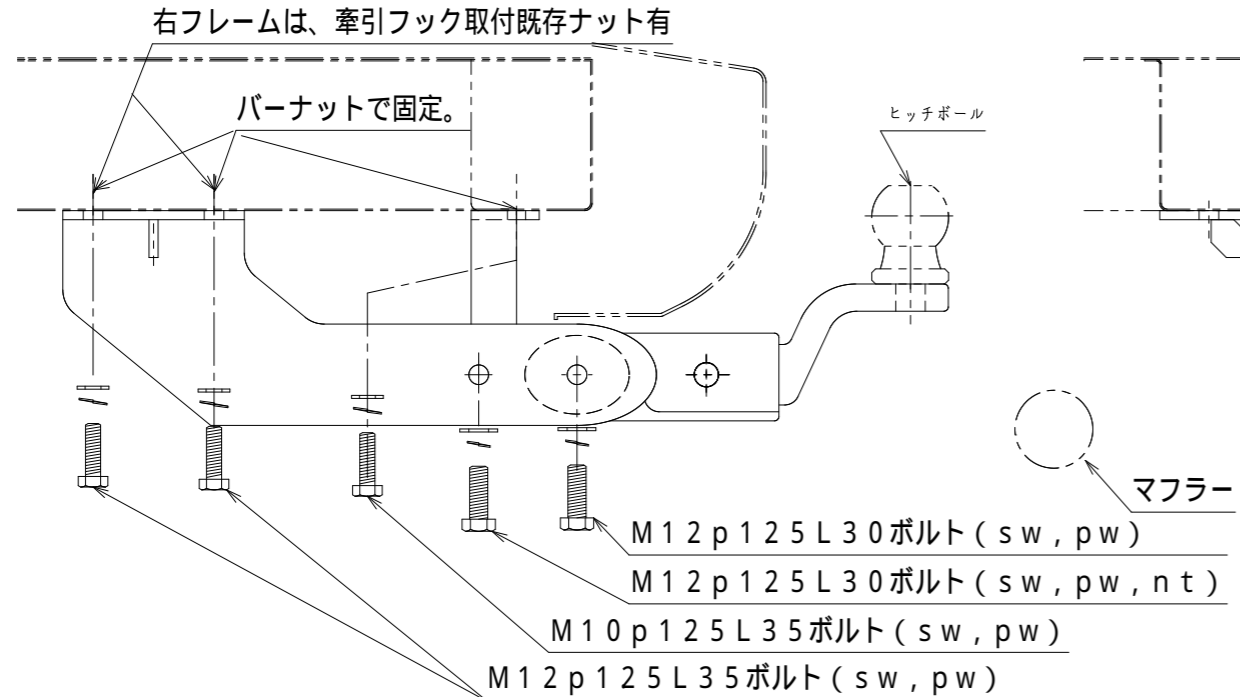 右フレームは、牽引フック取付既存ナット有
バーナットで固定。
ヒッチボール
マフラー
M12p125L30ボルト(sw,pw)
M12p125L30ボルト(sw,pw,nt)
M10p125L35ボルト(sw,pw)
M12p125L35ボルト(sw,pw)